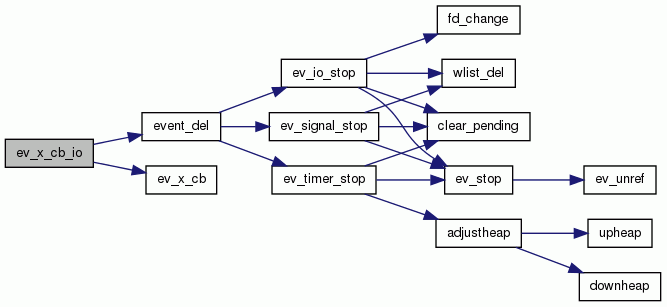 fd_change
ev_io_stop
wlist_del
event_del
ev_signal_stop
clear_pending
ev_x_cb_io
ev_x_cb
ev_timer_stop
ev_stop
ev_unref
adjustheap
upheap
downheap